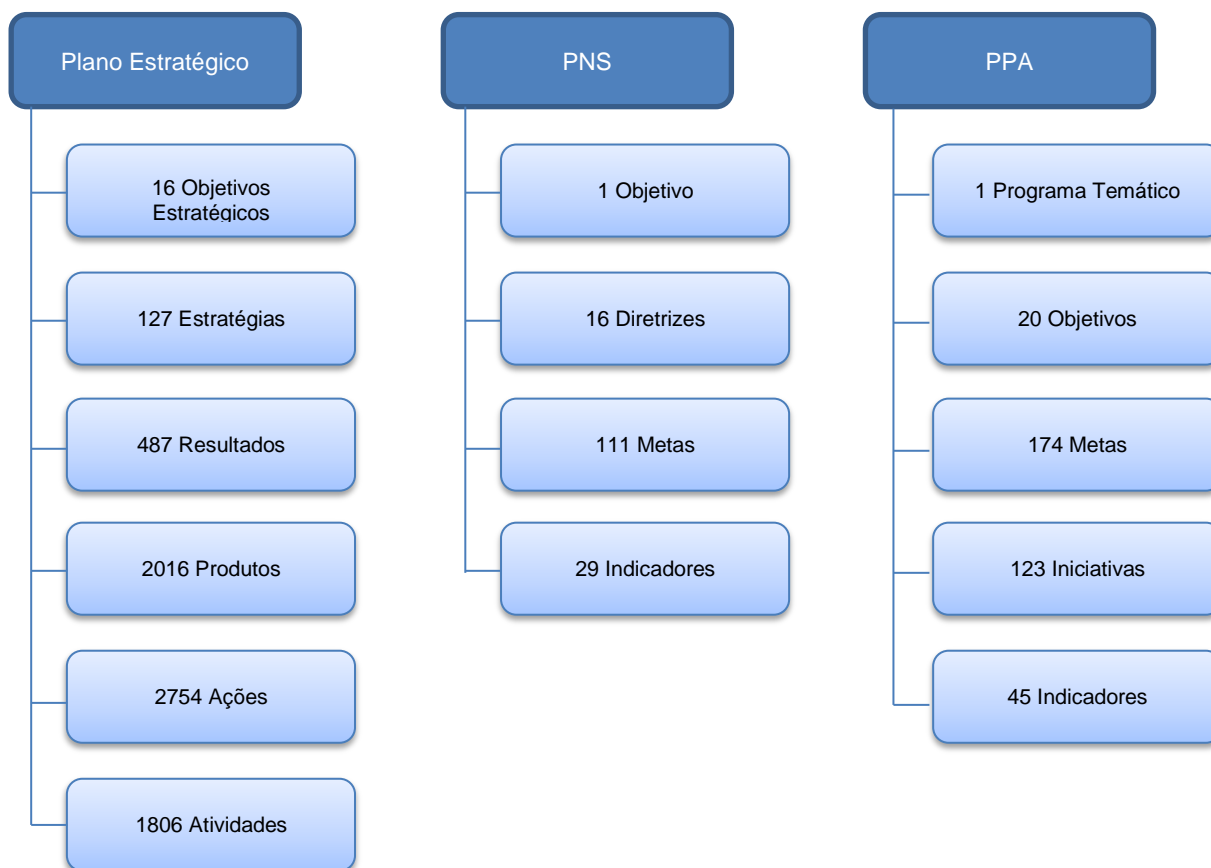 Plano Estratégico
16 Objetivos
Estratégicos
127 Estratégias
487 Resultados
2016 Produtos
2754 Ações
1806 Atividades
PNS
1 Objetivo
16 Diretrizes
111 Metas
29 Indicadores
PPA
1 Programa Temático
20 Objetivos
174 Metas
123 Iniciativas
45 Indicadores